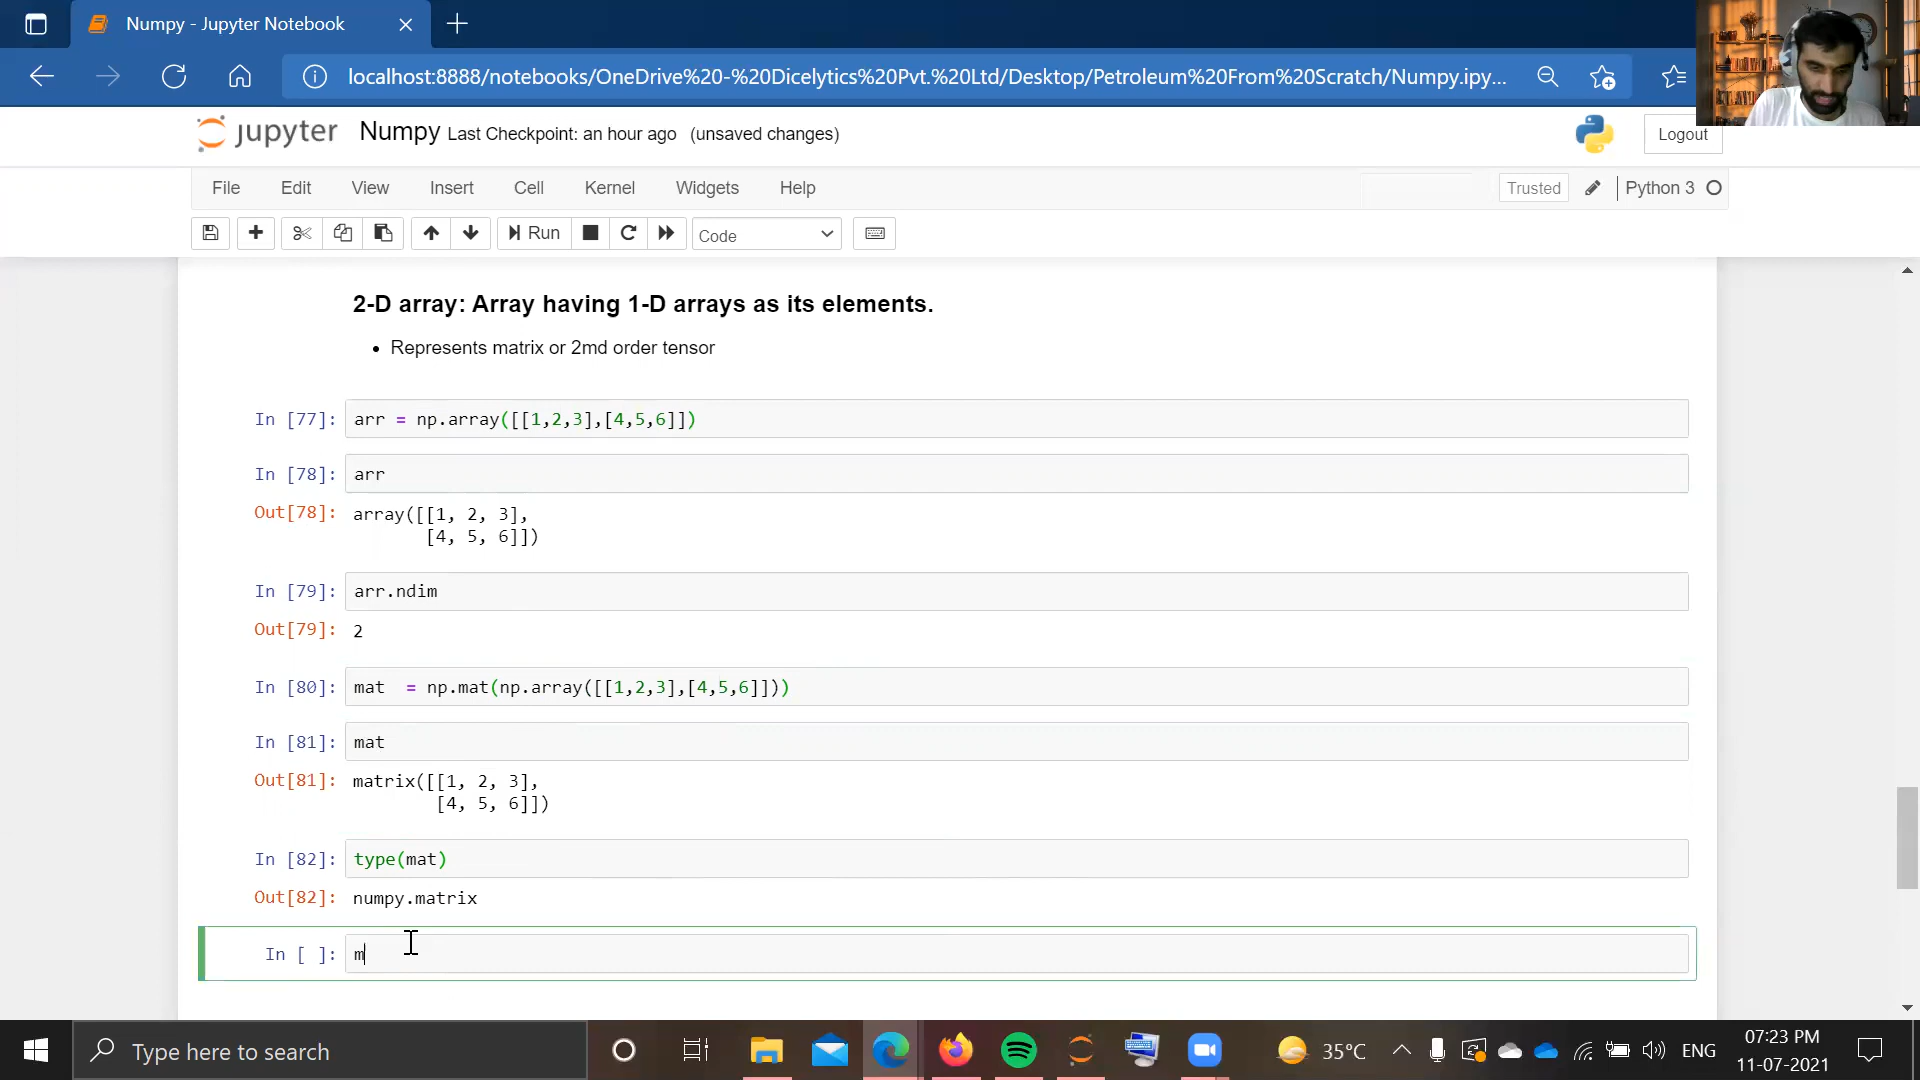 Numpy - Jupyter Notebook
localhost:8888/notebooks/OneDrive%20-%20Dicelytics%20Pvt.%20Ltd/Desktop/Petroleum%20From%20Scratch/Numpy.ipy...
jupyter Numpy Last Checkpoint: an hour ago (unsaved changes)
Logout
File Edit View Insert Cell Kernel Widgets Help
Trusted Python 3
Run Code
2-D array: Array having 1-D arrays as its elements.
• Represents matrix or 2md order tensor
In [77]: arr = np.array([[1,2,3],[4,5,6]])
In [78]: arr
Out[78]: array([[1, 2, 3],
[4, 5, 6]])
In [79]: arr.ndim
Out[79]: 2
In [80]: mat  = np.mat(np.array([[1,2,3],[4,5,6]]))
In [81]: mat
Out[81]: matrix([[1, 2, 3],
[4, 5, 6]])
In [82]: type(mat)
Out[82]: numpy.matrix
In [ ]: m
Type here to search
35°C
ENG
07:23 PM
11-07-2021